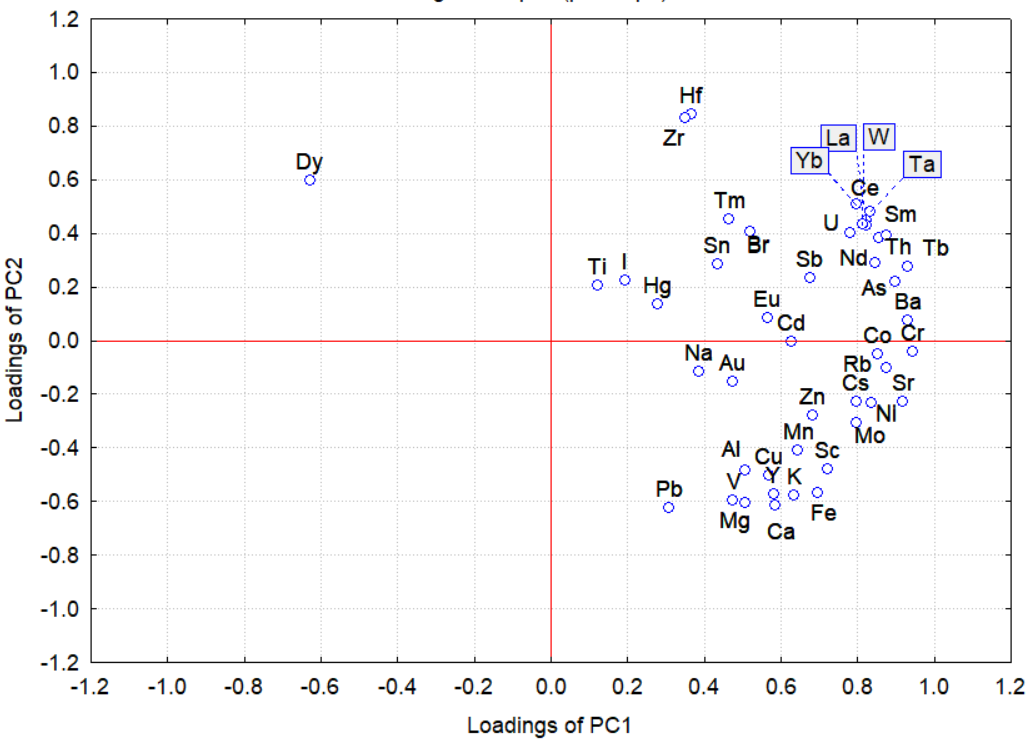 1.2
1.0
0.8
0.6
0.4
0.2
0.0
-0.2
-0.4
-0.6
-0.8
-1.0
-1.2
Loadings of PC2
Hf
Zr
La
W
Yb
Ta
Dy
Ce
Tm
U
Sm
Br
Sn
Sb
Nd
Th
Tb
Ti
I
Hg
As
Eu
Ba
Cd
Co
Cr
Na
Au
Rb
Cs
Sr
Zn
Ni
Mo
Mn
Al
Cu
Sc
V
Y
K
Pb
Mg
Ca
Fe
-1.2 -1.0 -0.8 -0.6 -0.4 -0.2 0.0 0.2 0.4 0.6 0.8 1.0 1.2
Loadings of PC1